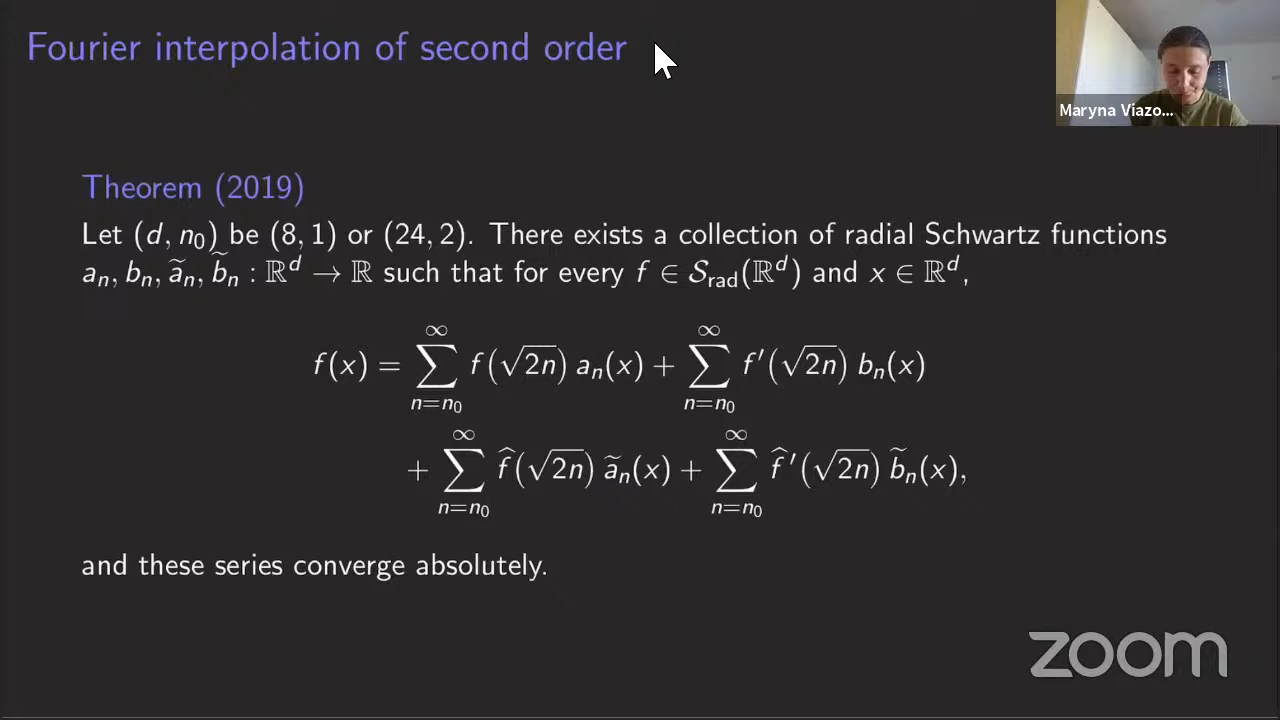 Fourier interpolation of second order
Maryna Viazo...
Theorem (2019)
Let (d, n₀) be (8, 1) or (24, 2). There exists a collection of radial Schwartz functions
aₙ, bₙ, ãₙ, b̃ₙ : ℝᵈ → ℝ such that for every f ∈ 𝒮_rad(ℝᵈ) and x ∈ ℝᵈ,
f(x) = ∑_{n=n₀}^{∞} f(√2n) aₙ(x) + ∑_{n=n₀}^{∞} f′(√2n) bₙ(x)
+ ∑_{n=n₀}^{∞} f̂(√2n) ãₙ(x) + ∑_{n=n₀}^{∞} f̂ ′(√2n) b̃ₙ(x),
and these series converge absolutely.
zoom